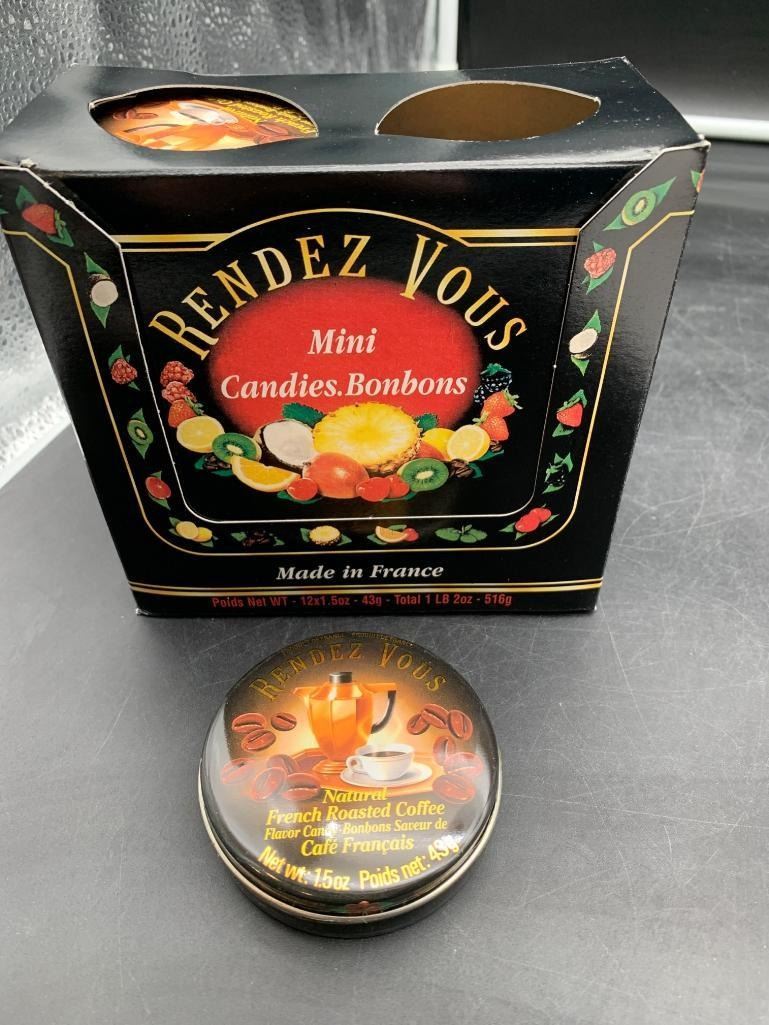 RENDEZ VOUS
Mini
Candies.Bonbons
Made in France
Poids Net WT - 12x1.5oz - 43g - Total 1 LB 2oz - 516g
RENDEZ VOUS
Natural
French Roasted Coffee
Flavor Candy-Bonbons Saveur de
Café Français
Net wt: 1.5oz Poids net: 43g